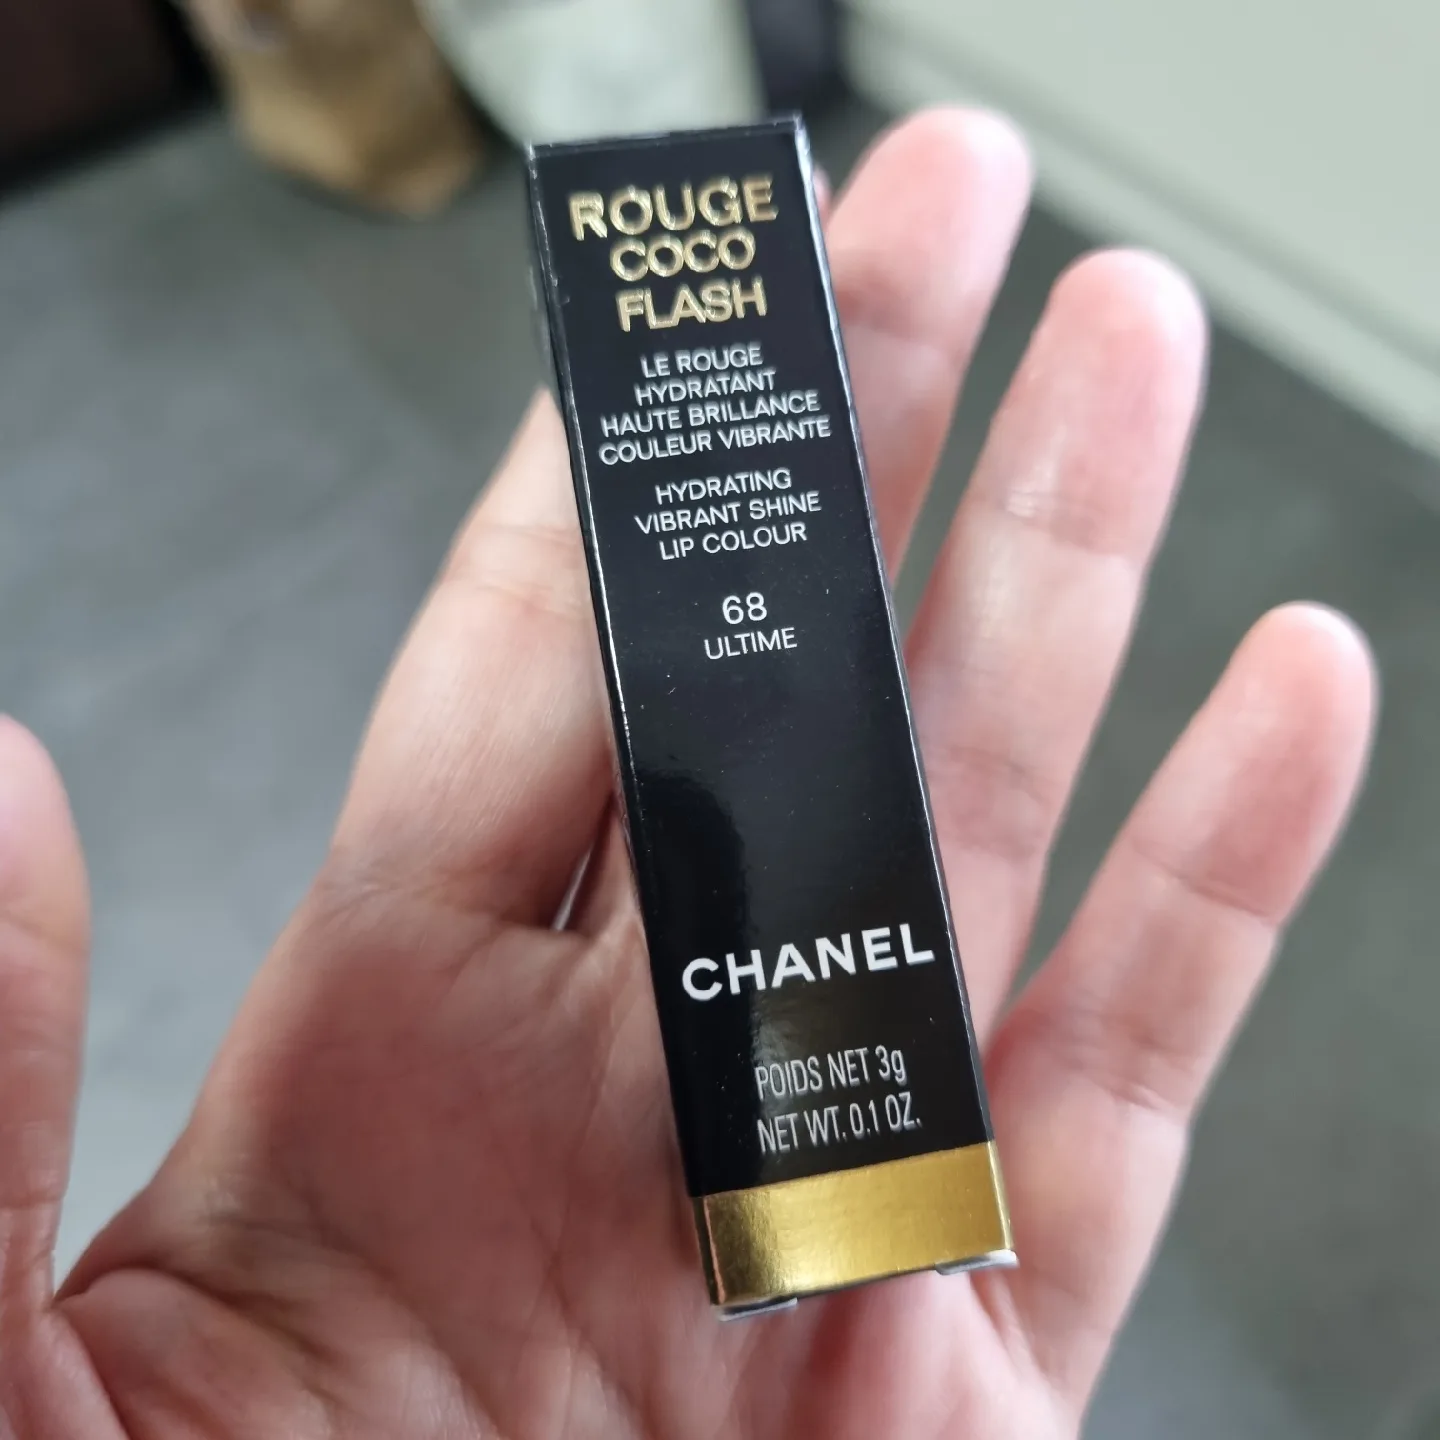 ROUGE
COCO
FLASH
LE ROUGE
HYDRATANT
HAUTE BRILLANCE
COULEUR VIBRANTE
HYDRATING
VIBRANT SHINE
LIP COLOUR
68
ULTIME
CHANEL
POIDS NET 3g
NET WT. 0.1 OZ.